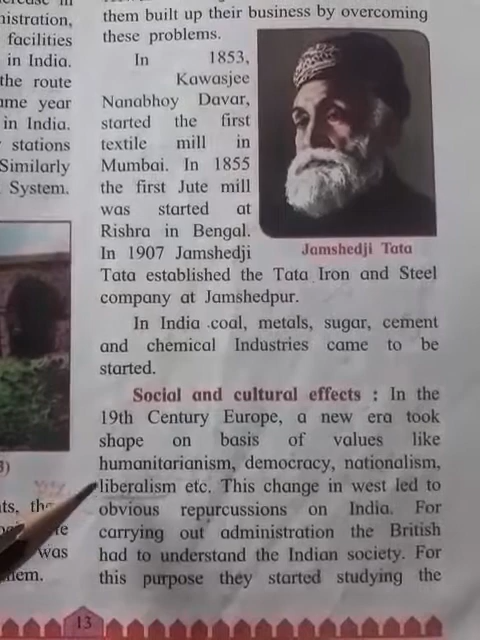 nistration,
facilities
in India.
the route
ame year
in India.
stations
Similarly
System.
them built up their business by overcoming
these problems.
In 1853,
Kawasjee
Nanabhoy Davar,
started the first
textile mill in
Mumbai. In 1855
the first Jute mill
was started at
Rishra in Bengal.
In 1907 Jamshedji
Jamshedji Tata
Tata established the Tata Iron and Steel
company at Jamshedpur.
In India coal, metals, sugar, cement
and chemical Industries came to be
started.
Social and cultural effects : In the
19th Century Europe, a new era took
shape on basis of values like
humanitarianism, democracy, nationalism,
liberalism etc. This change in west led to
obvious repurcussions on India. For
carrying out administration the British
had to understand the Indian society. For
this purpose they started studying the
was
13